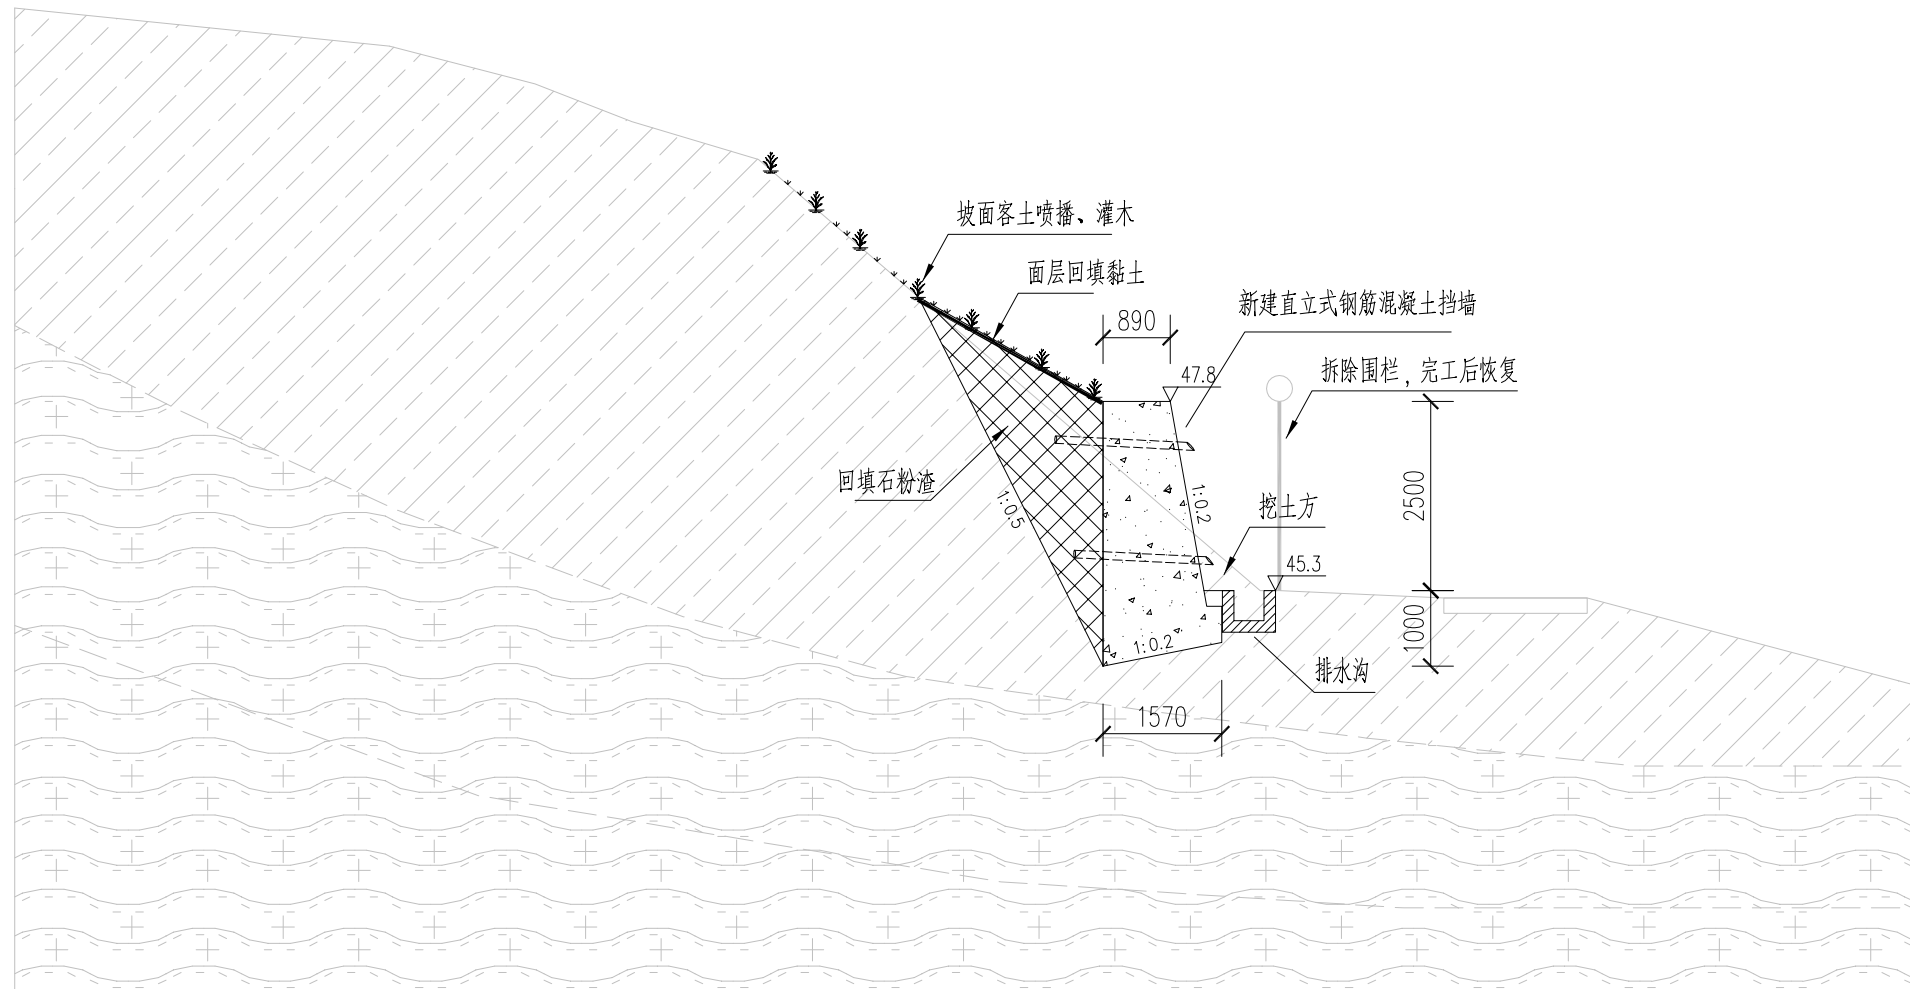 坡面客土喷播、灌木
面层回填黏土
新建直立式钢筋混凝土挡墙
890
47.8
拆除围栏，完工后恢复
回填石粉渣
1:0.5
1:0.2
挖土方
2500
45.3
1000
1:0.2
排水沟
1570